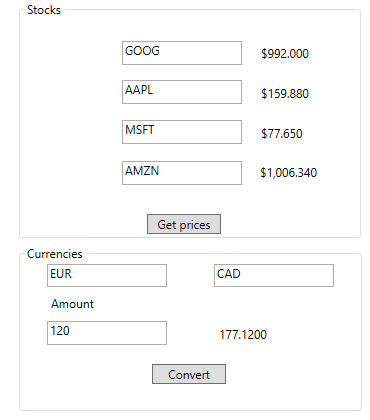 Stocks
GOOG $992.000
AAPL $159.880
MSFT $77.650
AMZN $1,006.340
Get prices
Currencies
EUR CAD
Amount
120 177.1200
Convert